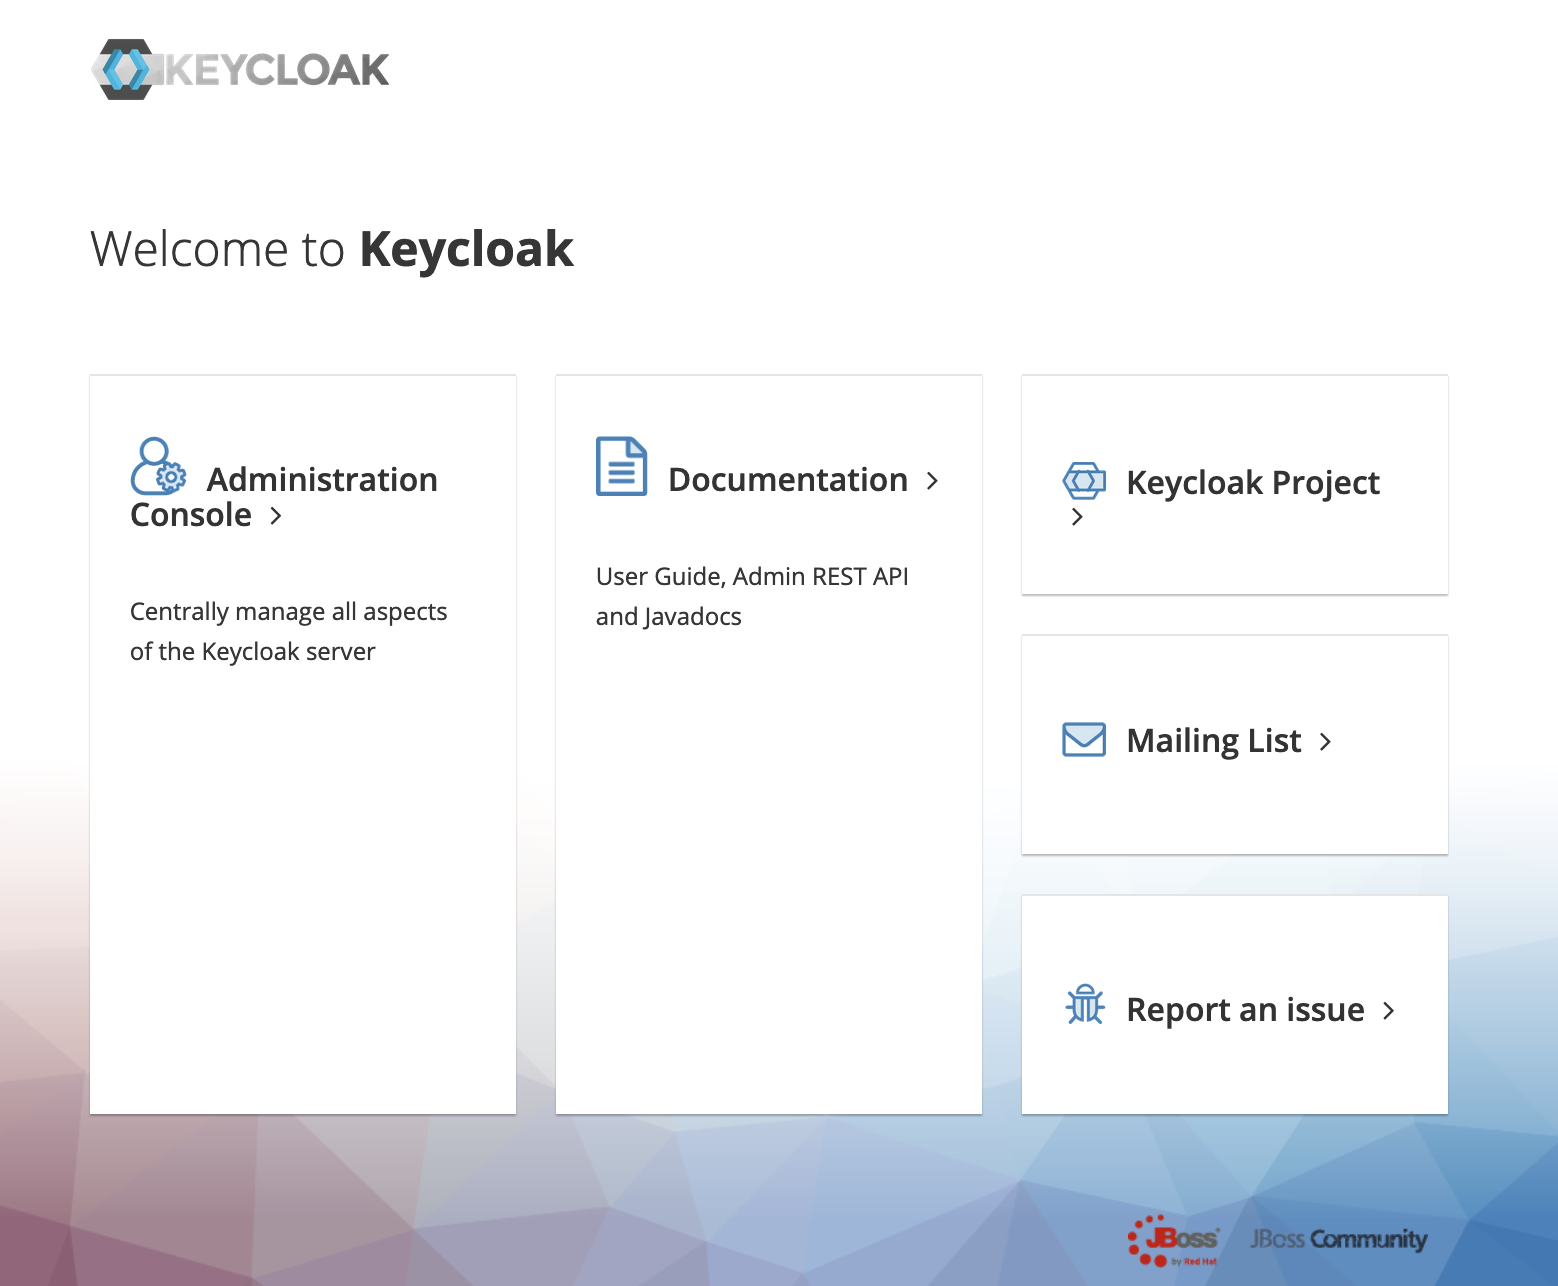 KEYCLOAK
Welcome to Keycloak
Administration
Console
Centrally manage all aspects
of the Keycloak server
Documentation
User Guide, Admin REST API
and Javadocs
Keycloak Project
Mailing List
Report an issue
JBoss
by Red Hat
JBoss Community